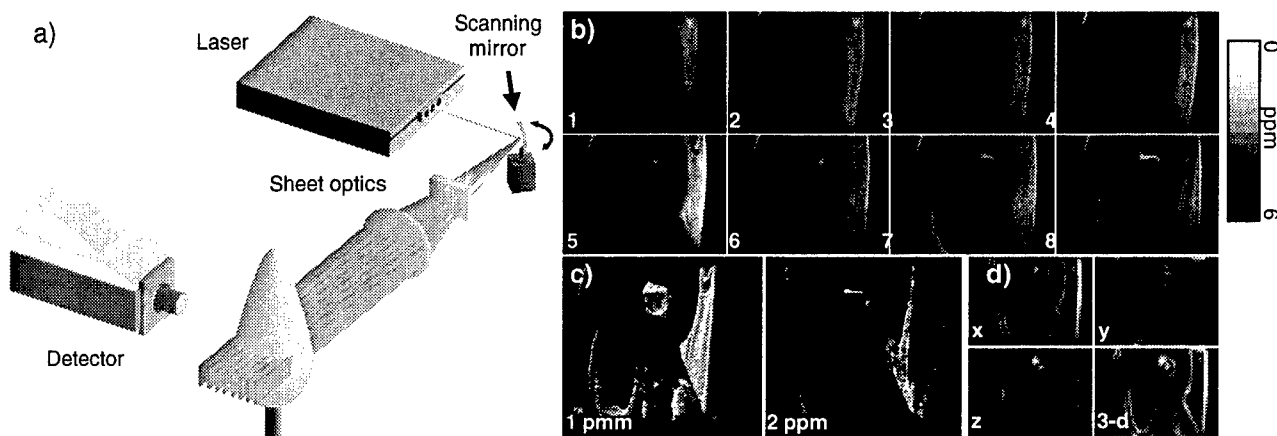 a)
Laser
Scanning
mirror
Sheet optics
Detector
b)
1
2
3
4
5
6
7
8
0
ppm
6
c)
1 pmm
2 ppm
d)
x
y
z
3-d